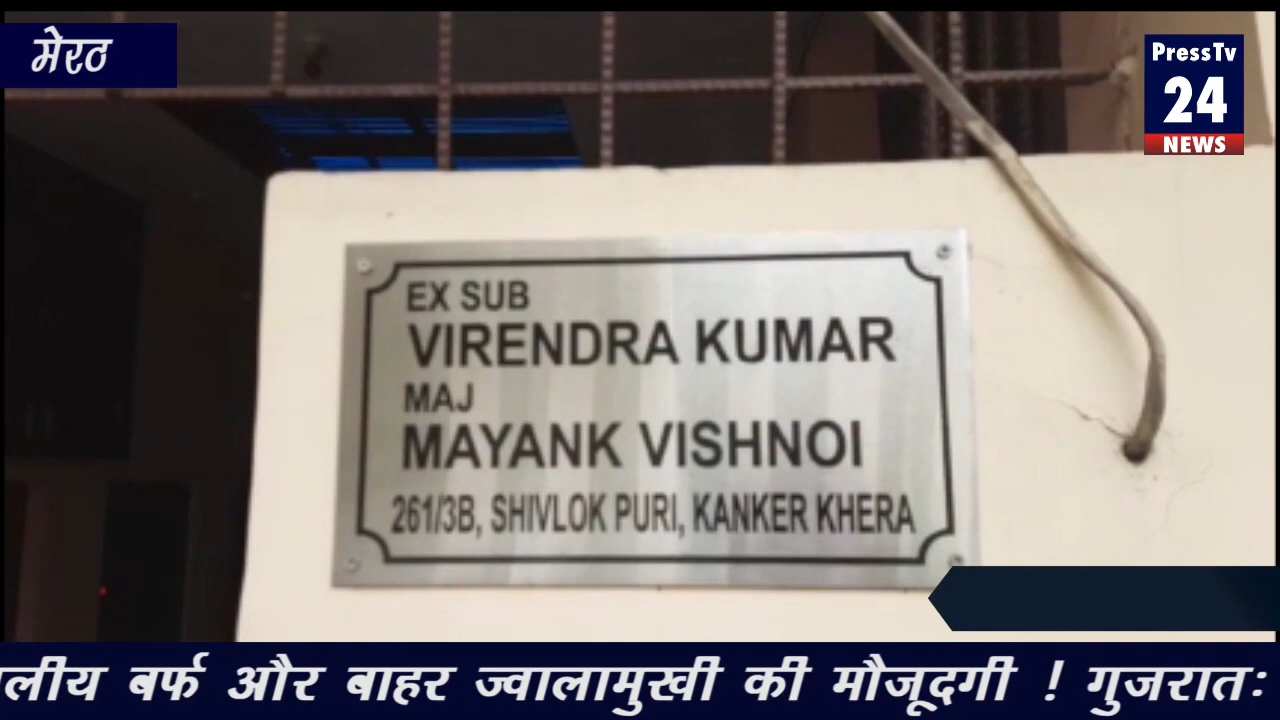 मेरठ
PressTv
24
NEWS
EX SUB
VIRENDRA KUMAR
MAJ
MAYANK VISHNOI
261/3B, SHIVLOK PURI, KANKER KHERA
बर्फ और बाहर ज्वालामुखी की मौजूदगी ! गुजरातः